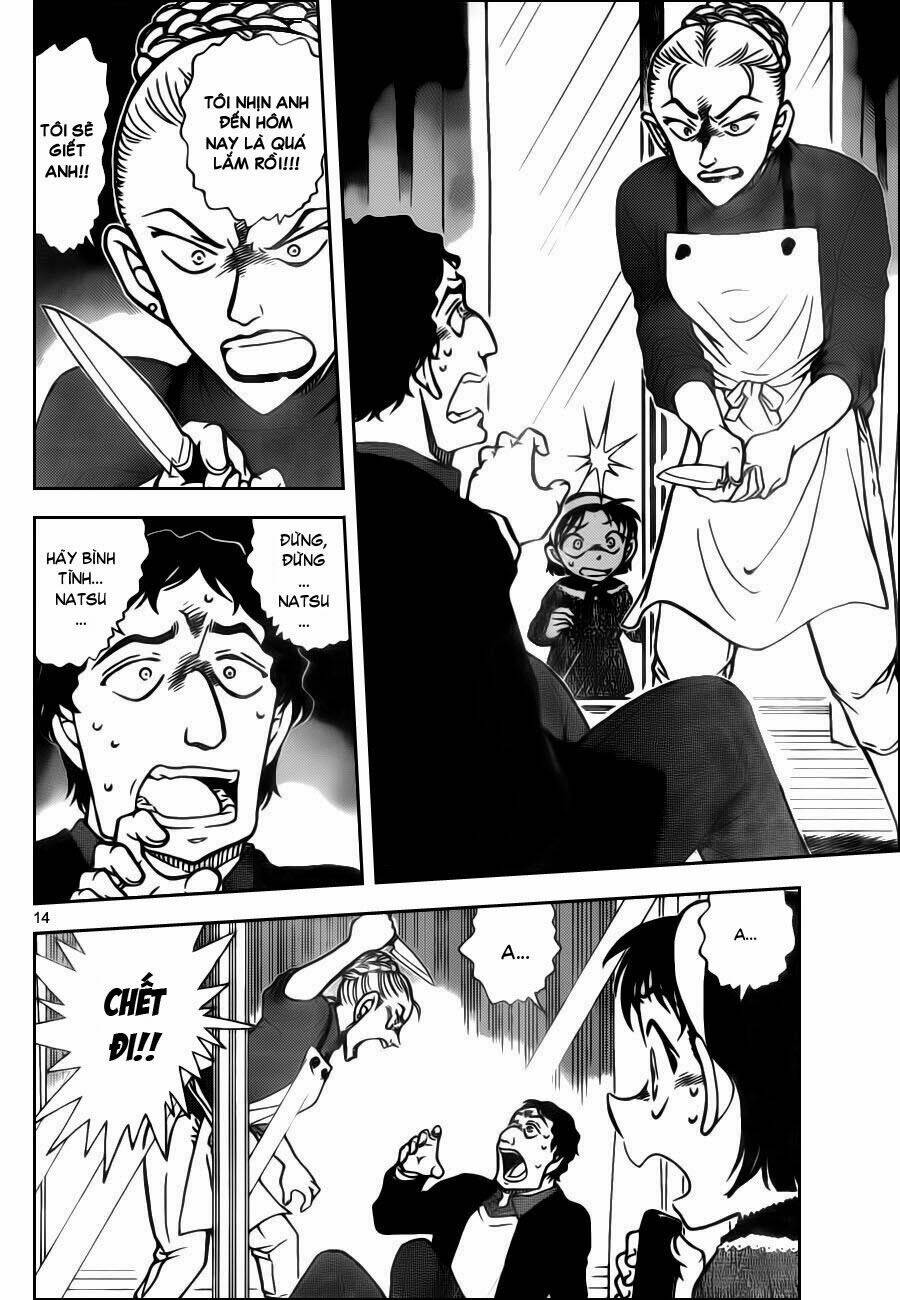 TÔI NHỊN ANH
ĐẾN HÔM
NAY LÀ QUÁ
LẮM RỒI!!!
TÔI SẼ
GIẾT
ANH!!
ĐỪNG,
ĐỪNG
...
NATSU
...
HÃY BÌNH
TĨNH...
NATSU
...
14
A...
A...
CHẾT
ĐI!!